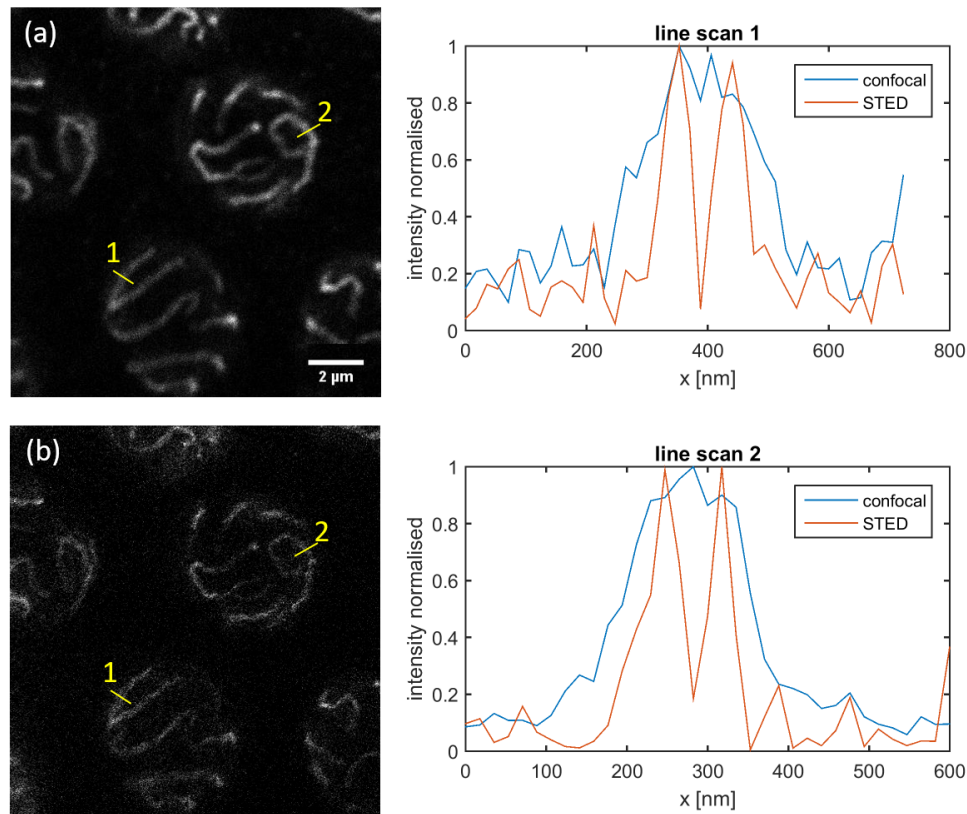 (a)
2
1
2 µm
line scan 1
confocal
STED
intensity normalised
1
0.8
0.6
0.4
0.2
0
0 200 400 600 800
x [nm]
(b)
2
1
line scan 2
confocal
STED
intensity normalised
1
0.8
0.6
0.4
0.2
0
0 100 200 300 400 500 600
x [nm]